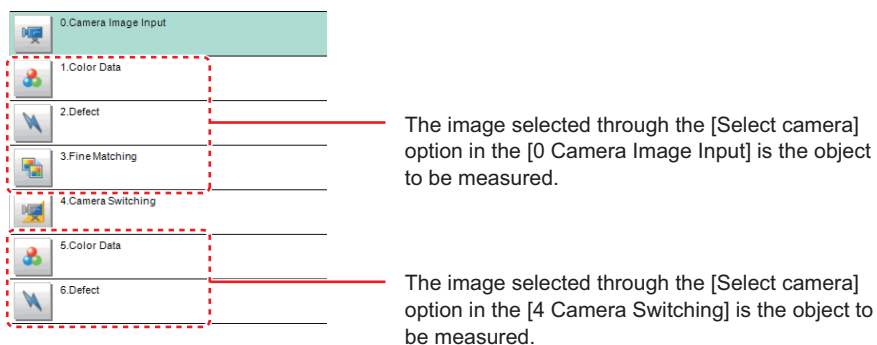 0.Camera Image Input
1.Color Data
2.Defect
3.Fine Matching
4.Camera Switching
5.Color Data
6.Defect
The image selected through the [Select camera]
option in the [0 Camera Image Input] is the object
to be measured.
The image selected through the [Select camera]
option in the [4 Camera Switching] is the object to
be measured.